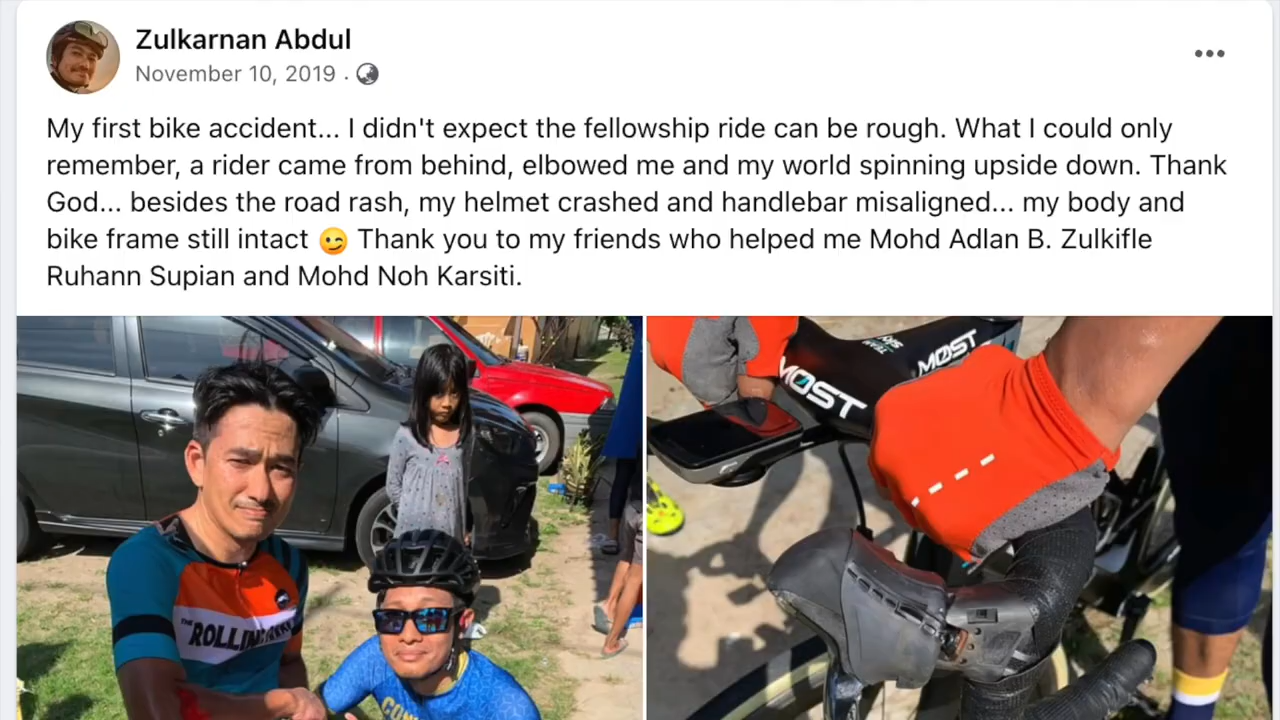 Zulkarnan Abdul
November 10, 2019 ·
My first bike accident... I didn't expect the fellowship ride can be rough. What I could only
remember, a rider came from behind, elbowed me and my world spinning upside down. Thank
God... besides the road rash, my helmet crashed and handlebar misaligned... my body and
bike frame still intact 😉 Thank you to my friends who helped me Mohd Adlan B. Zulkifle
Ruhann Supian and Mohd Noh Karsiti.
MOST
MOST
THE